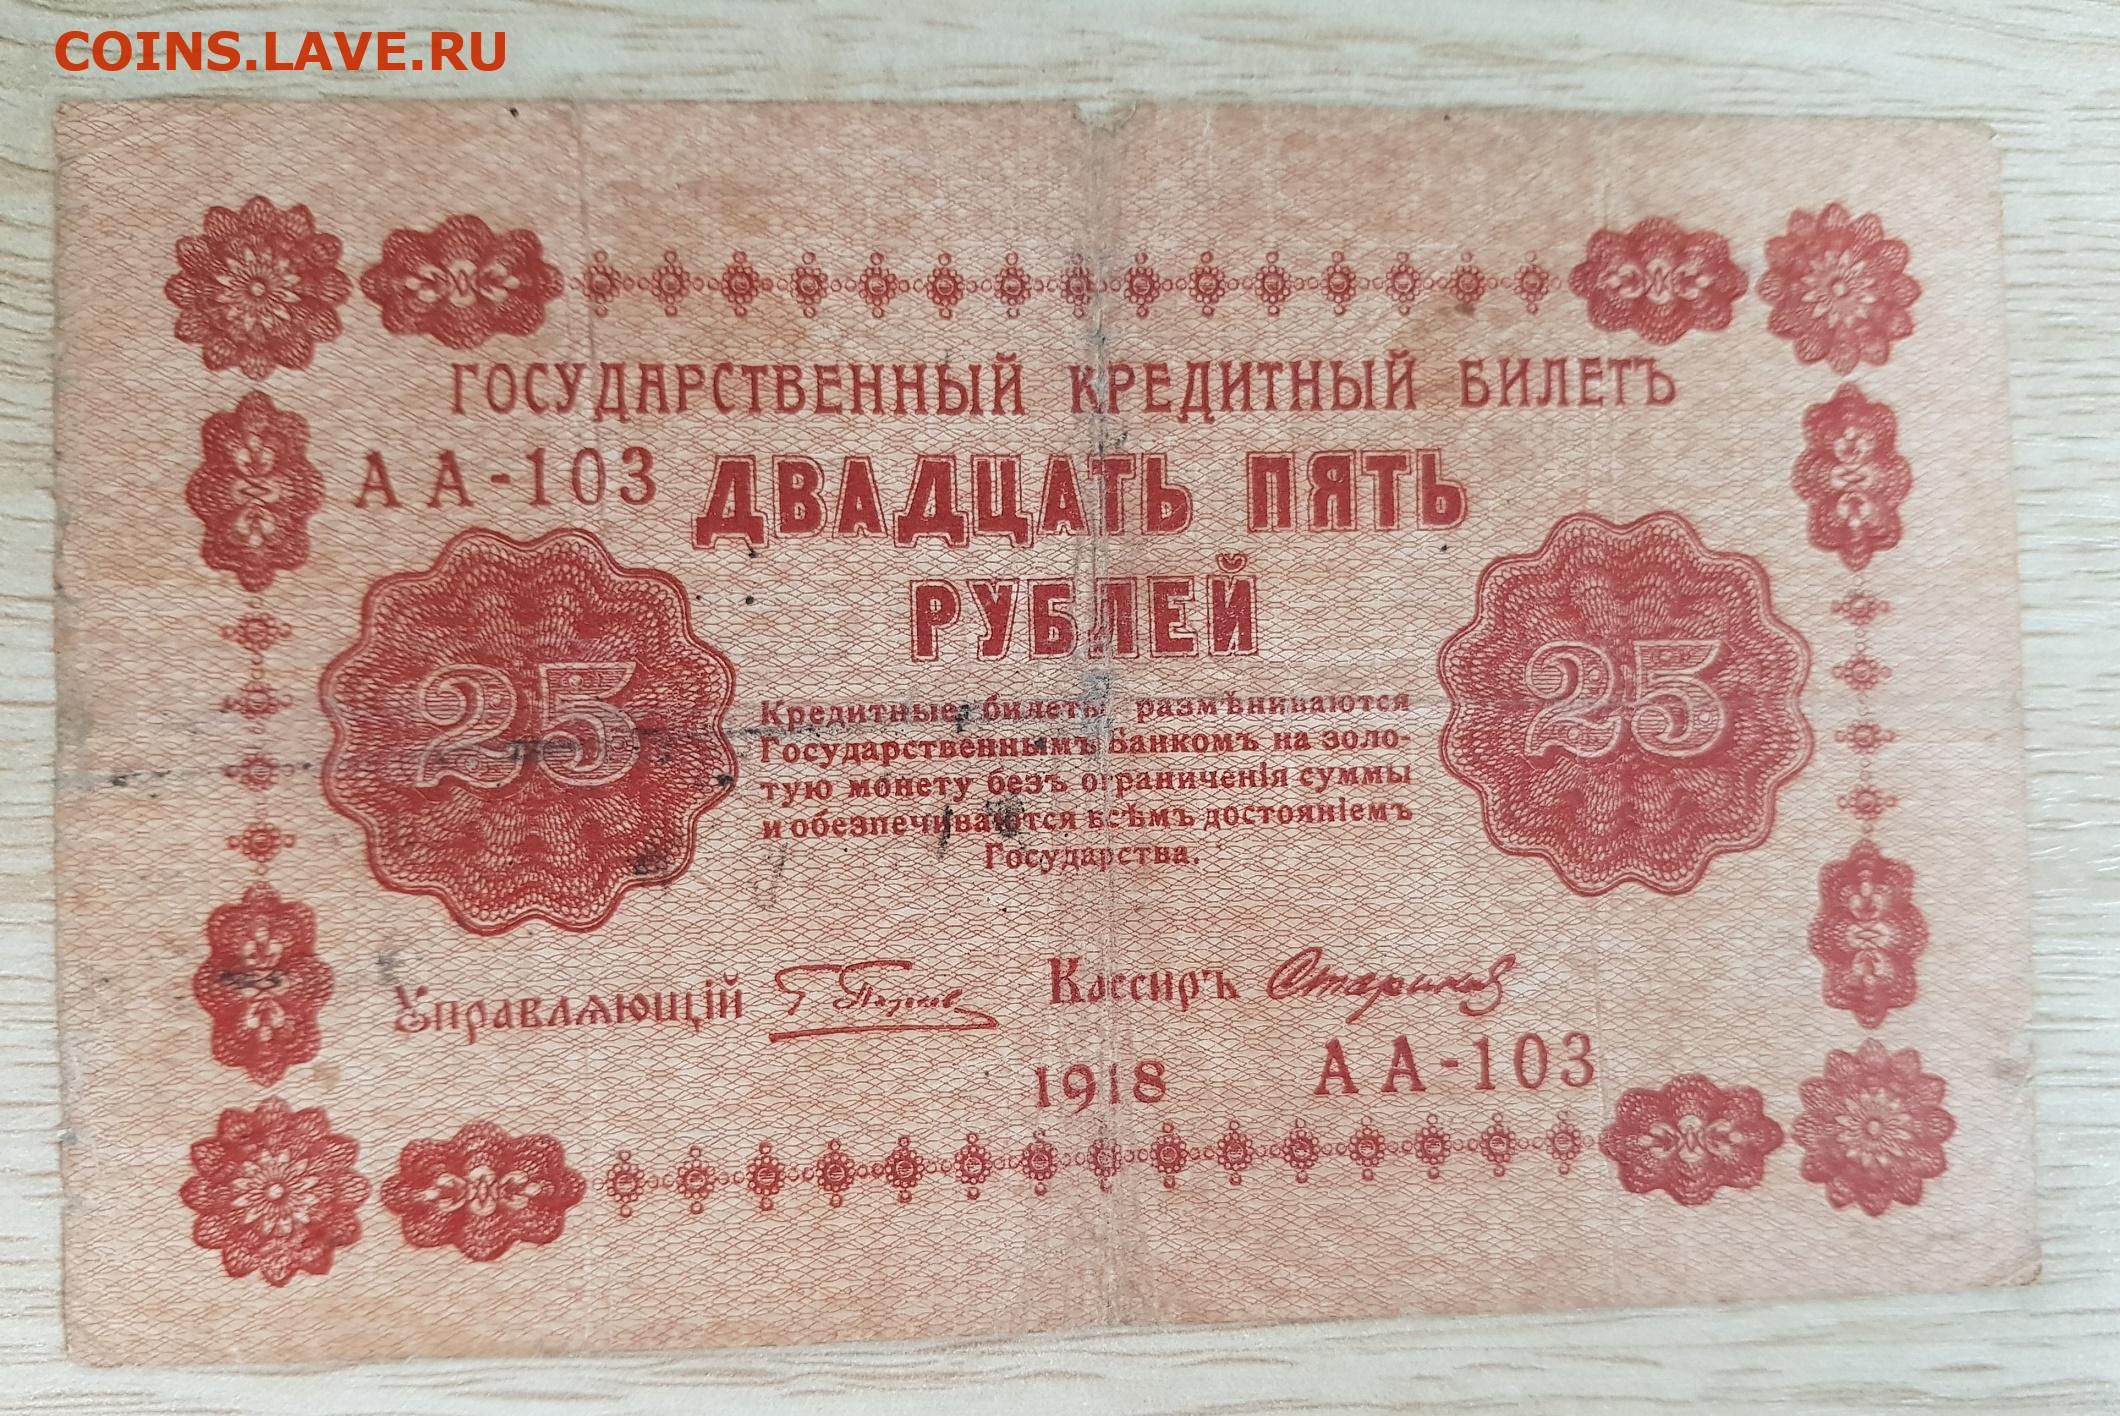 COINS.LAVE.RU
ГОСУДАРСТВЕННЫЙ КРЕДИТНЫЙ БИЛЕТЪ
АА-103 ДВАДЦАТЬ ПЯТЬ
РУБЛЕЙ
25
25
Кредитные билеты размѣниваются
Государственнымъ Банкомъ на золо-
тую монету безъ ограниченія суммы
и обезпечиваются всѣмъ достояніемъ
Государства.
Управляющій
Кассиръ
1918
АА-103